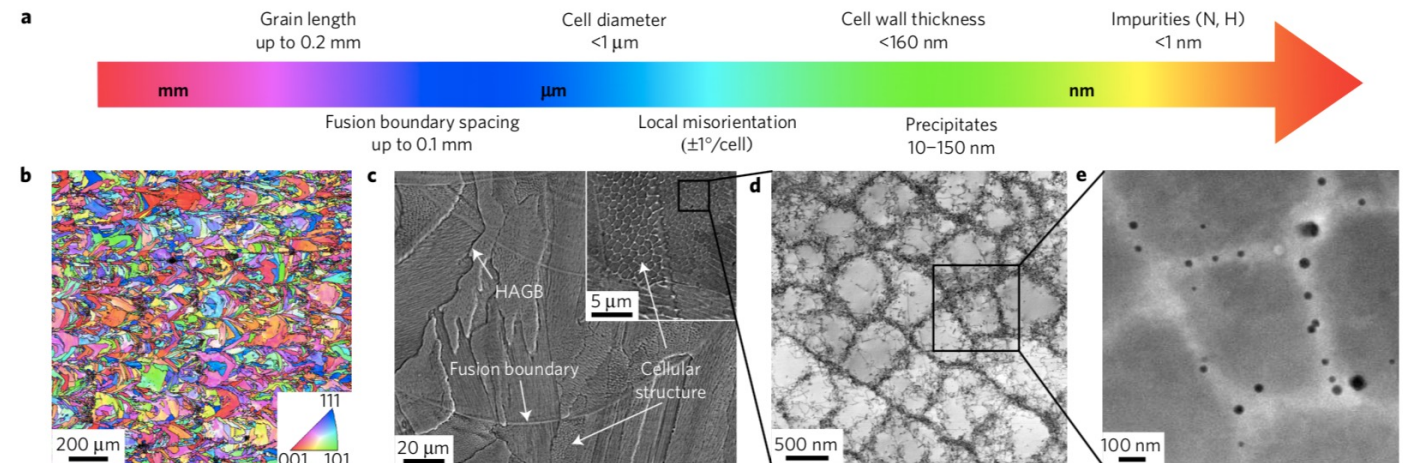 a
Grain length
up to 0.2 mm
Cell diameter
<1 μm
Cell wall thickness
<160 nm
Impurities (N, H)
<1 nm
mm
μm
nm
Fusion boundary spacing
up to 0.1 mm
Local misorientation
(±1°/cell)
Precipitates
10–150 nm
b
200 μm
111
001 101
c
HAGB
5 μm
Fusion boundary
Cellular
structure
20 μm
d
500 nm
e
100 nm